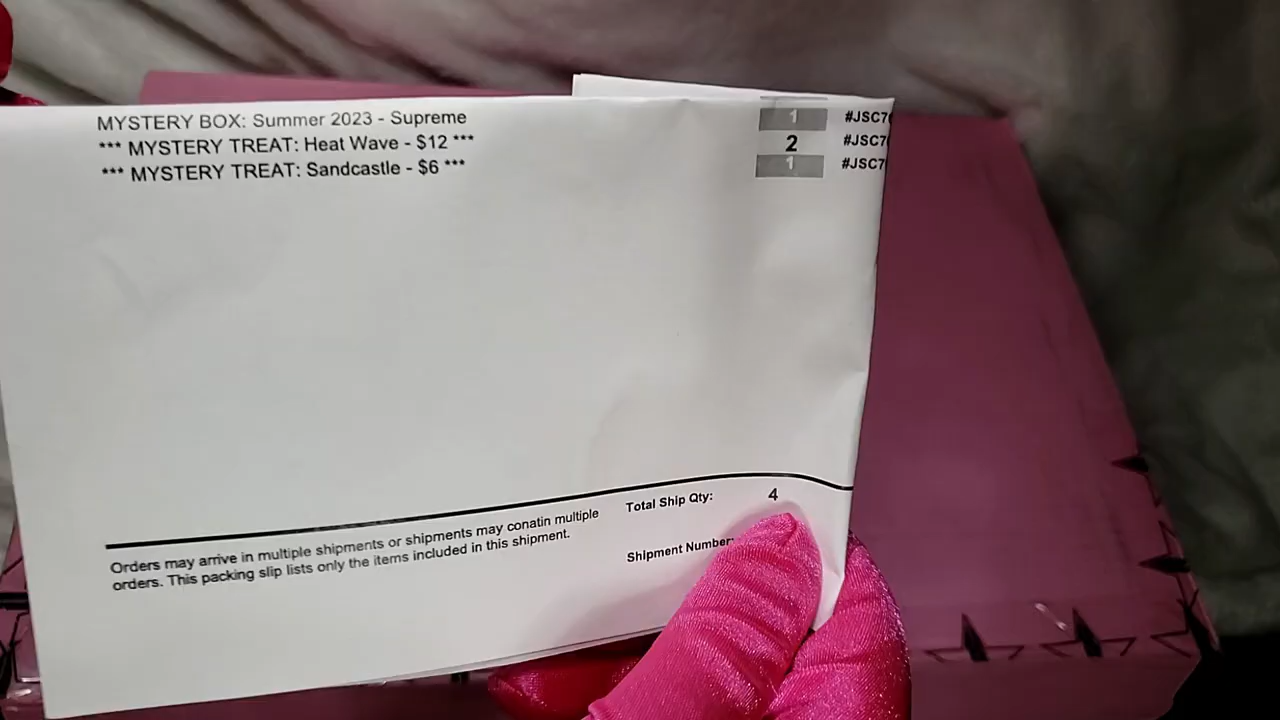 MYSTERY BOX: Summer 2023 - Supreme 1 #JSC7
*** MYSTERY TREAT: Heat Wave - $12 *** 2 #JSC7
*** MYSTERY TREAT: Sandcastle - $6 *** 1 #JSC7
Total Ship Qty: 4
Orders may arrive in multiple shipments or shipments may conatin multiple
orders. This packing slip lists only the items included in this shipment.
Shipment Number